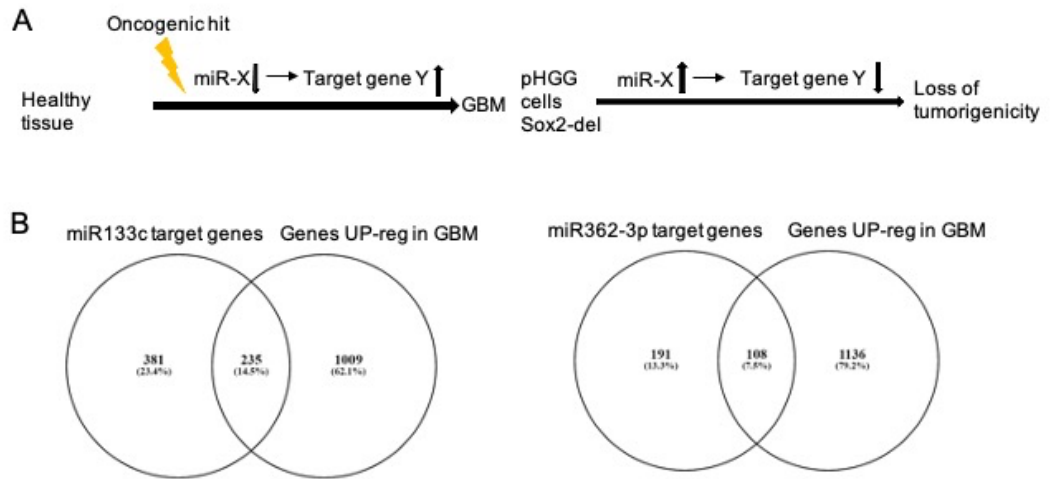 A
Oncogenic hit
miR-X → Target gene Y
Healthy
tissue
GBM
pHGG
cells
Sox2-del
miR-X → Target gene Y
Loss of
tumorigenicity
B
miR133c target genes Genes UP-reg in GBM
381
(23.4%)
235
(14.5%)
1009
(62.1%)
miR362-3p target genes Genes UP-reg in GBM
191
(13.3%)
108
(7.5%)
1136
(79.2%)